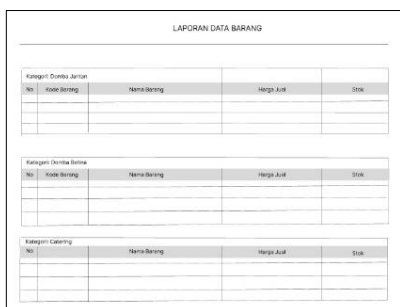 LAPORAN DATA BARANG
Kategori Domba Jantan
No Kode Barang Nama Barang Harga Jual Stok
Kategori Domba Betina
No Kode Barang Nama Barang Harga Jual Stok
Kategori Catering
No Nama Barang Harga Jual Stok